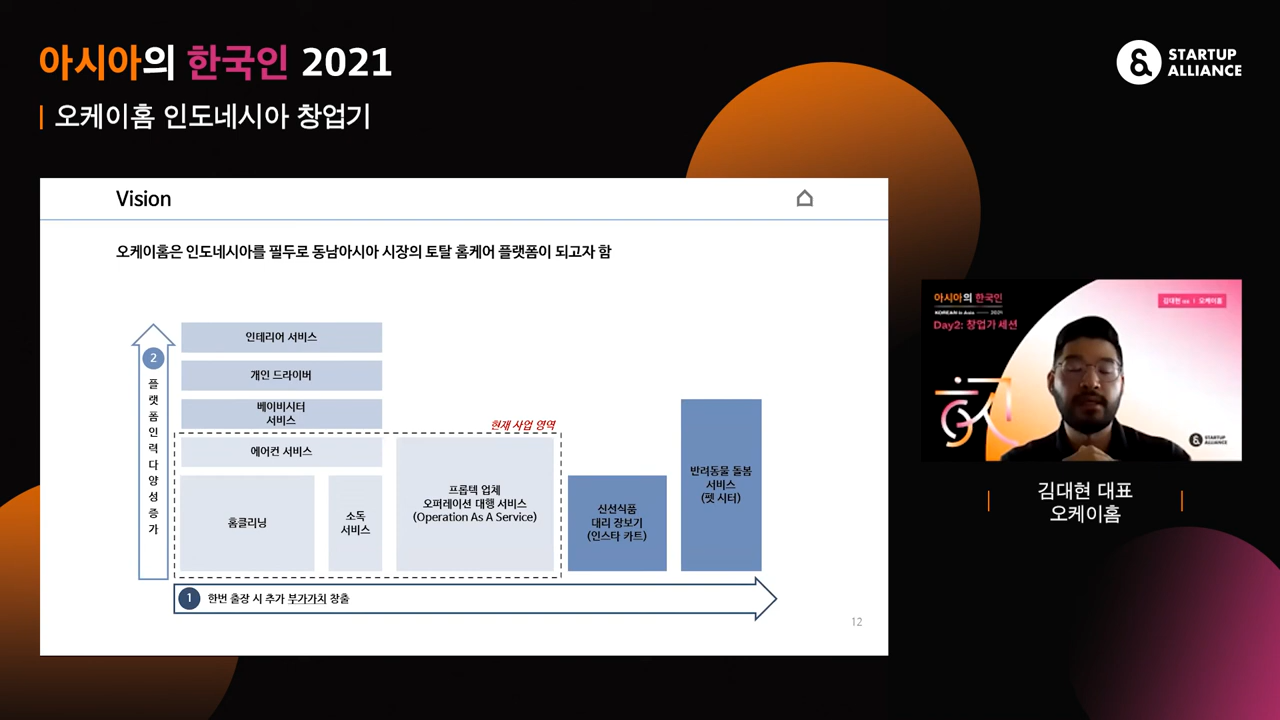 아시아의 한국인 2021
STARTUP
ALLIANCE
| 오케이홈 인도네시아 창업기
Vision
오케이홈은 인도네시아를 필두로 동남아시아 시장의 토탈 홈케어 플랫폼이 되고자 함
2
플랫폼인력다양성증가
인테리어 서비스
개인 드라이버
베이비시터
서비스
현재 사업 영역
에어컨 서비스
홈클리닝
소독
서비스
프롭텍 업체
오퍼레이션 대행 서비스
(Operation As A Service)
신선식품
대리 장보기
(인스타 카트)
반려동물 돌봄
서비스
(펫 시터)
1 한번 출장 시 추가 부가가치 창출
12
아시아의 한국인
KOREAN in Asia 2021
Day2: 창업가 세션
김대현 대표 | 오케이홈
STARTUP
ALLIANCE
김대현 대표
오케이홈